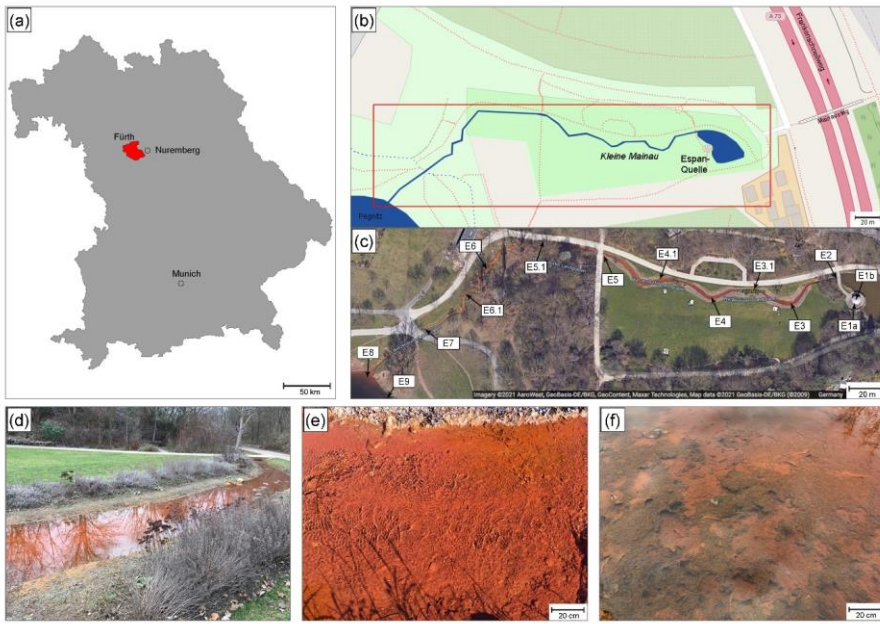 (a)
Fürth
Nuremberg
Munich
50 km
(b)
A 73
Frankenschnellweg
Kleine Mainau
Espan-
Quelle
Pegnitz
20 m
(c)
E6
E5.1
E4.1
E3.1
E2
E1b
E5
E6.1
E4
E3
E1a
E7
E8
E9
Imagery ©2021 AeroWest, GeoBasis-DE/BKG, GeoContent, Maxar Technologies, Map data ©2021 GeoBasis-DE/BKG (©2009)
Germany
20 m
(d)
(e)
20 cm
(f)
20 cm